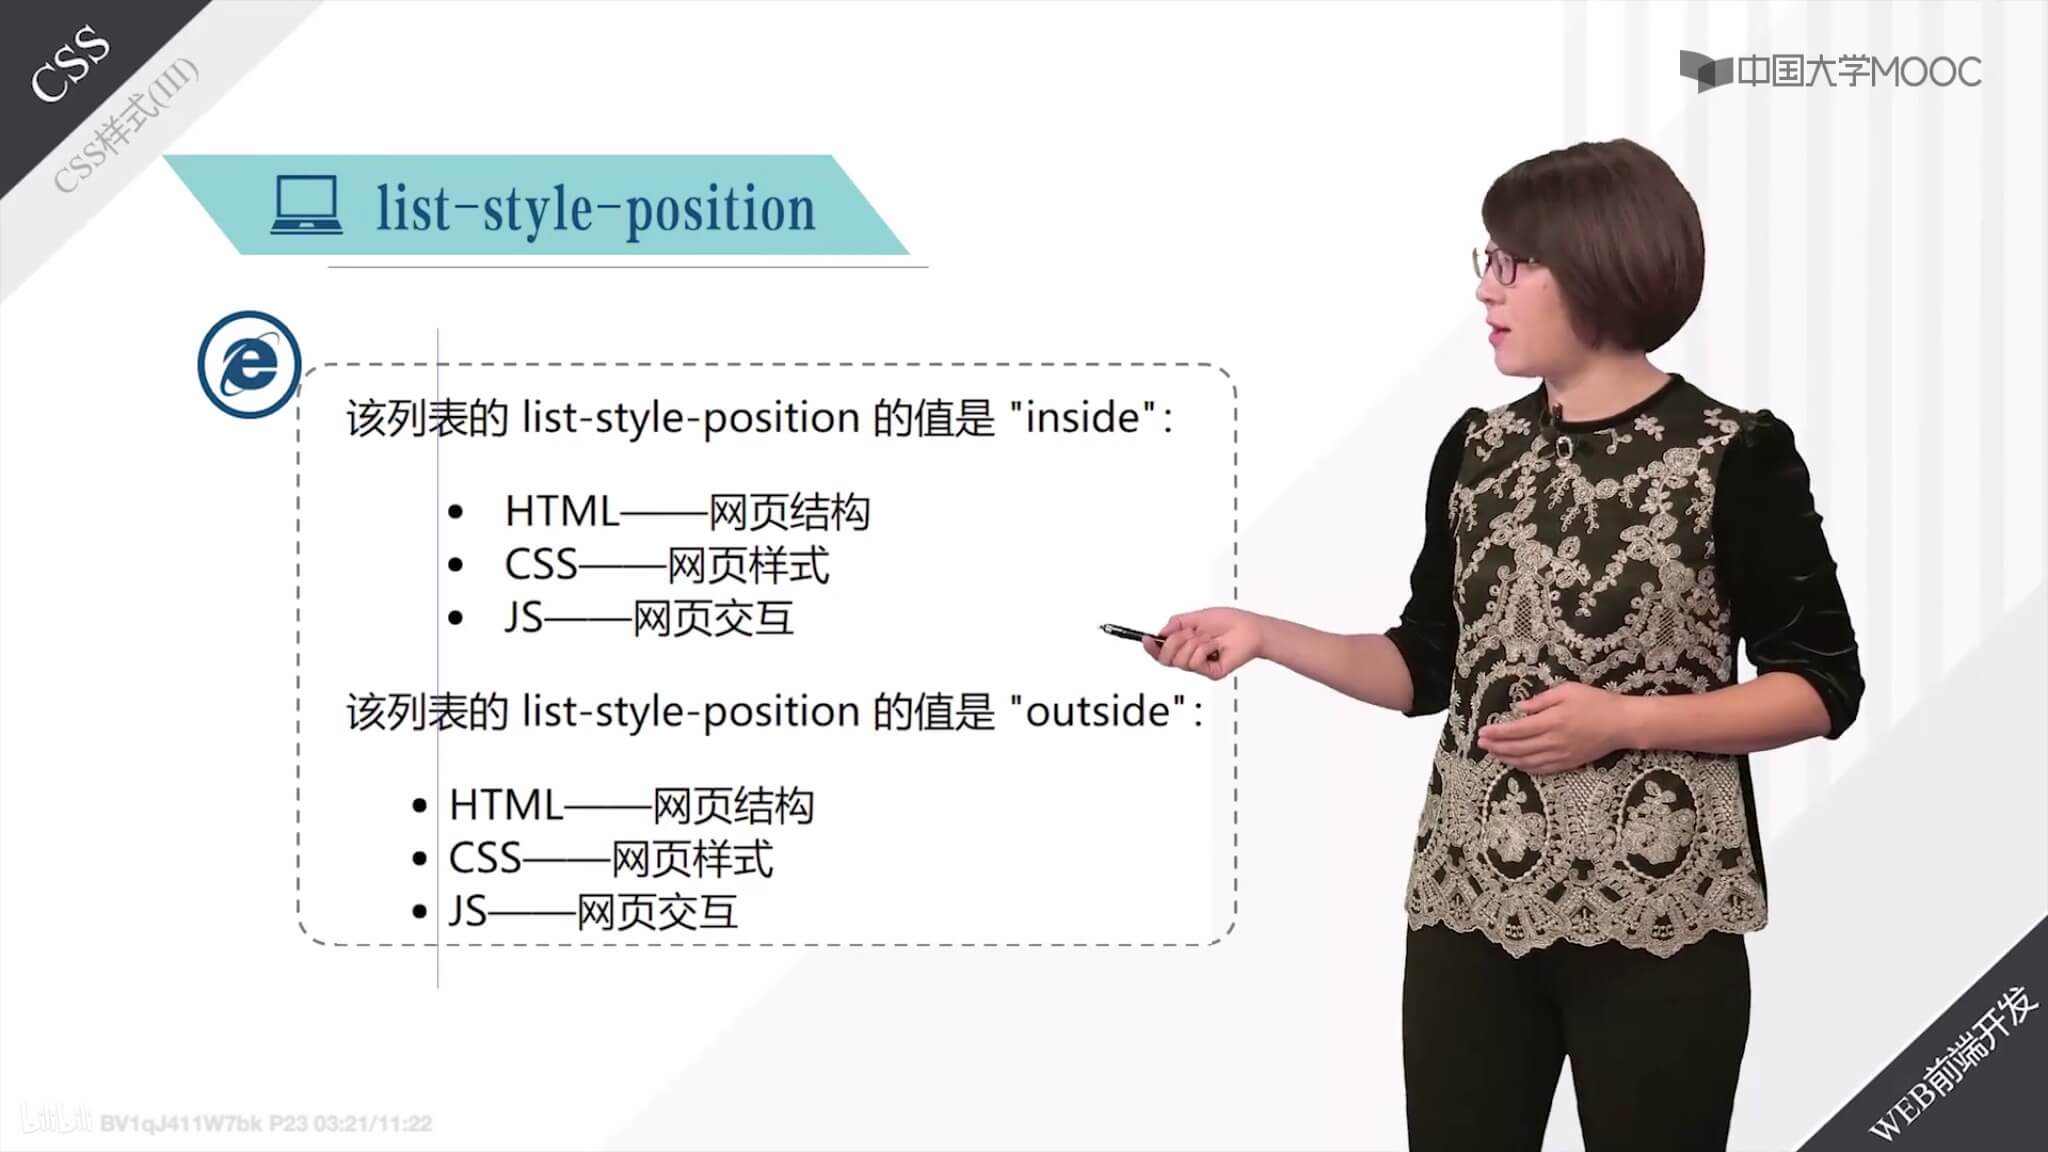 CSS
CSS样式(III)
中国大学MOOC
list-style-position
该列表的 list-style-position 的值是 "inside"：
• HTML——网页结构
• CSS——网页样式
• JS——网页交互
该列表的 list-style-position 的值是 "outside"：
• HTML——网页结构
• CSS——网页样式
• JS——网页交互
WEB前端开发
bilibili BV1qJ411W7bk P23 03:21/11:22